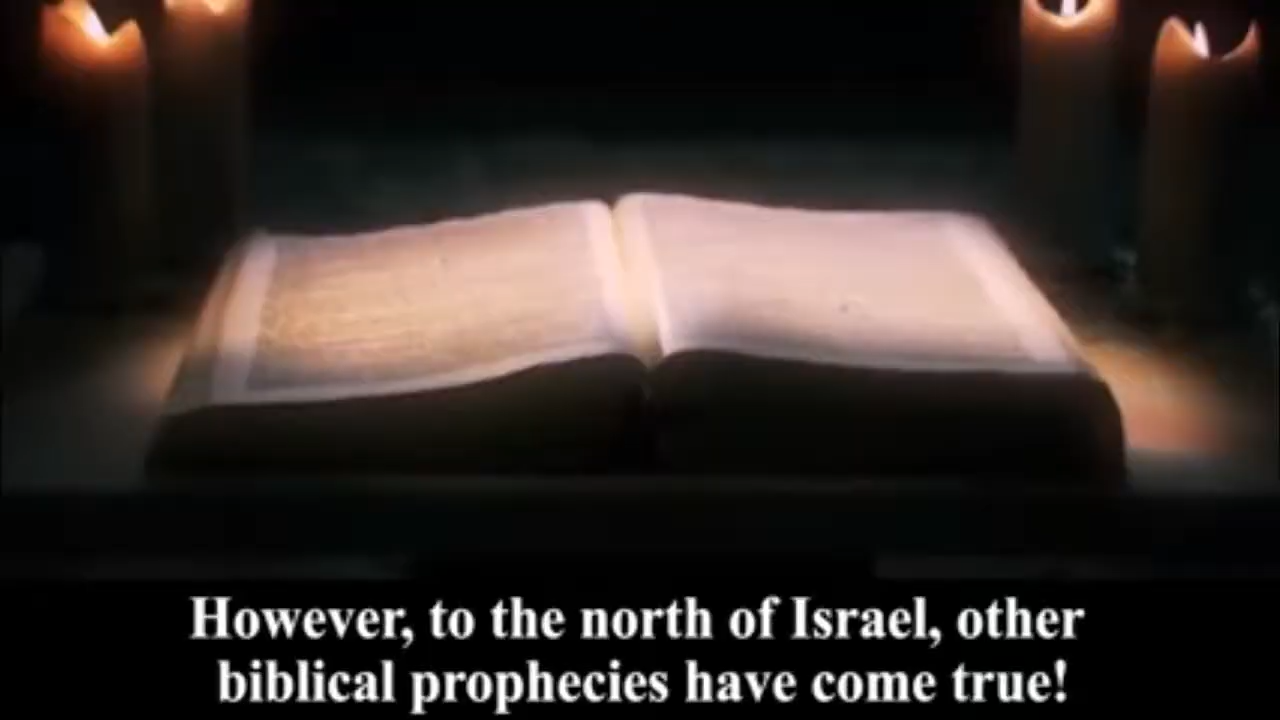 However, to the north of Israel, other
biblical prophecies have come true!